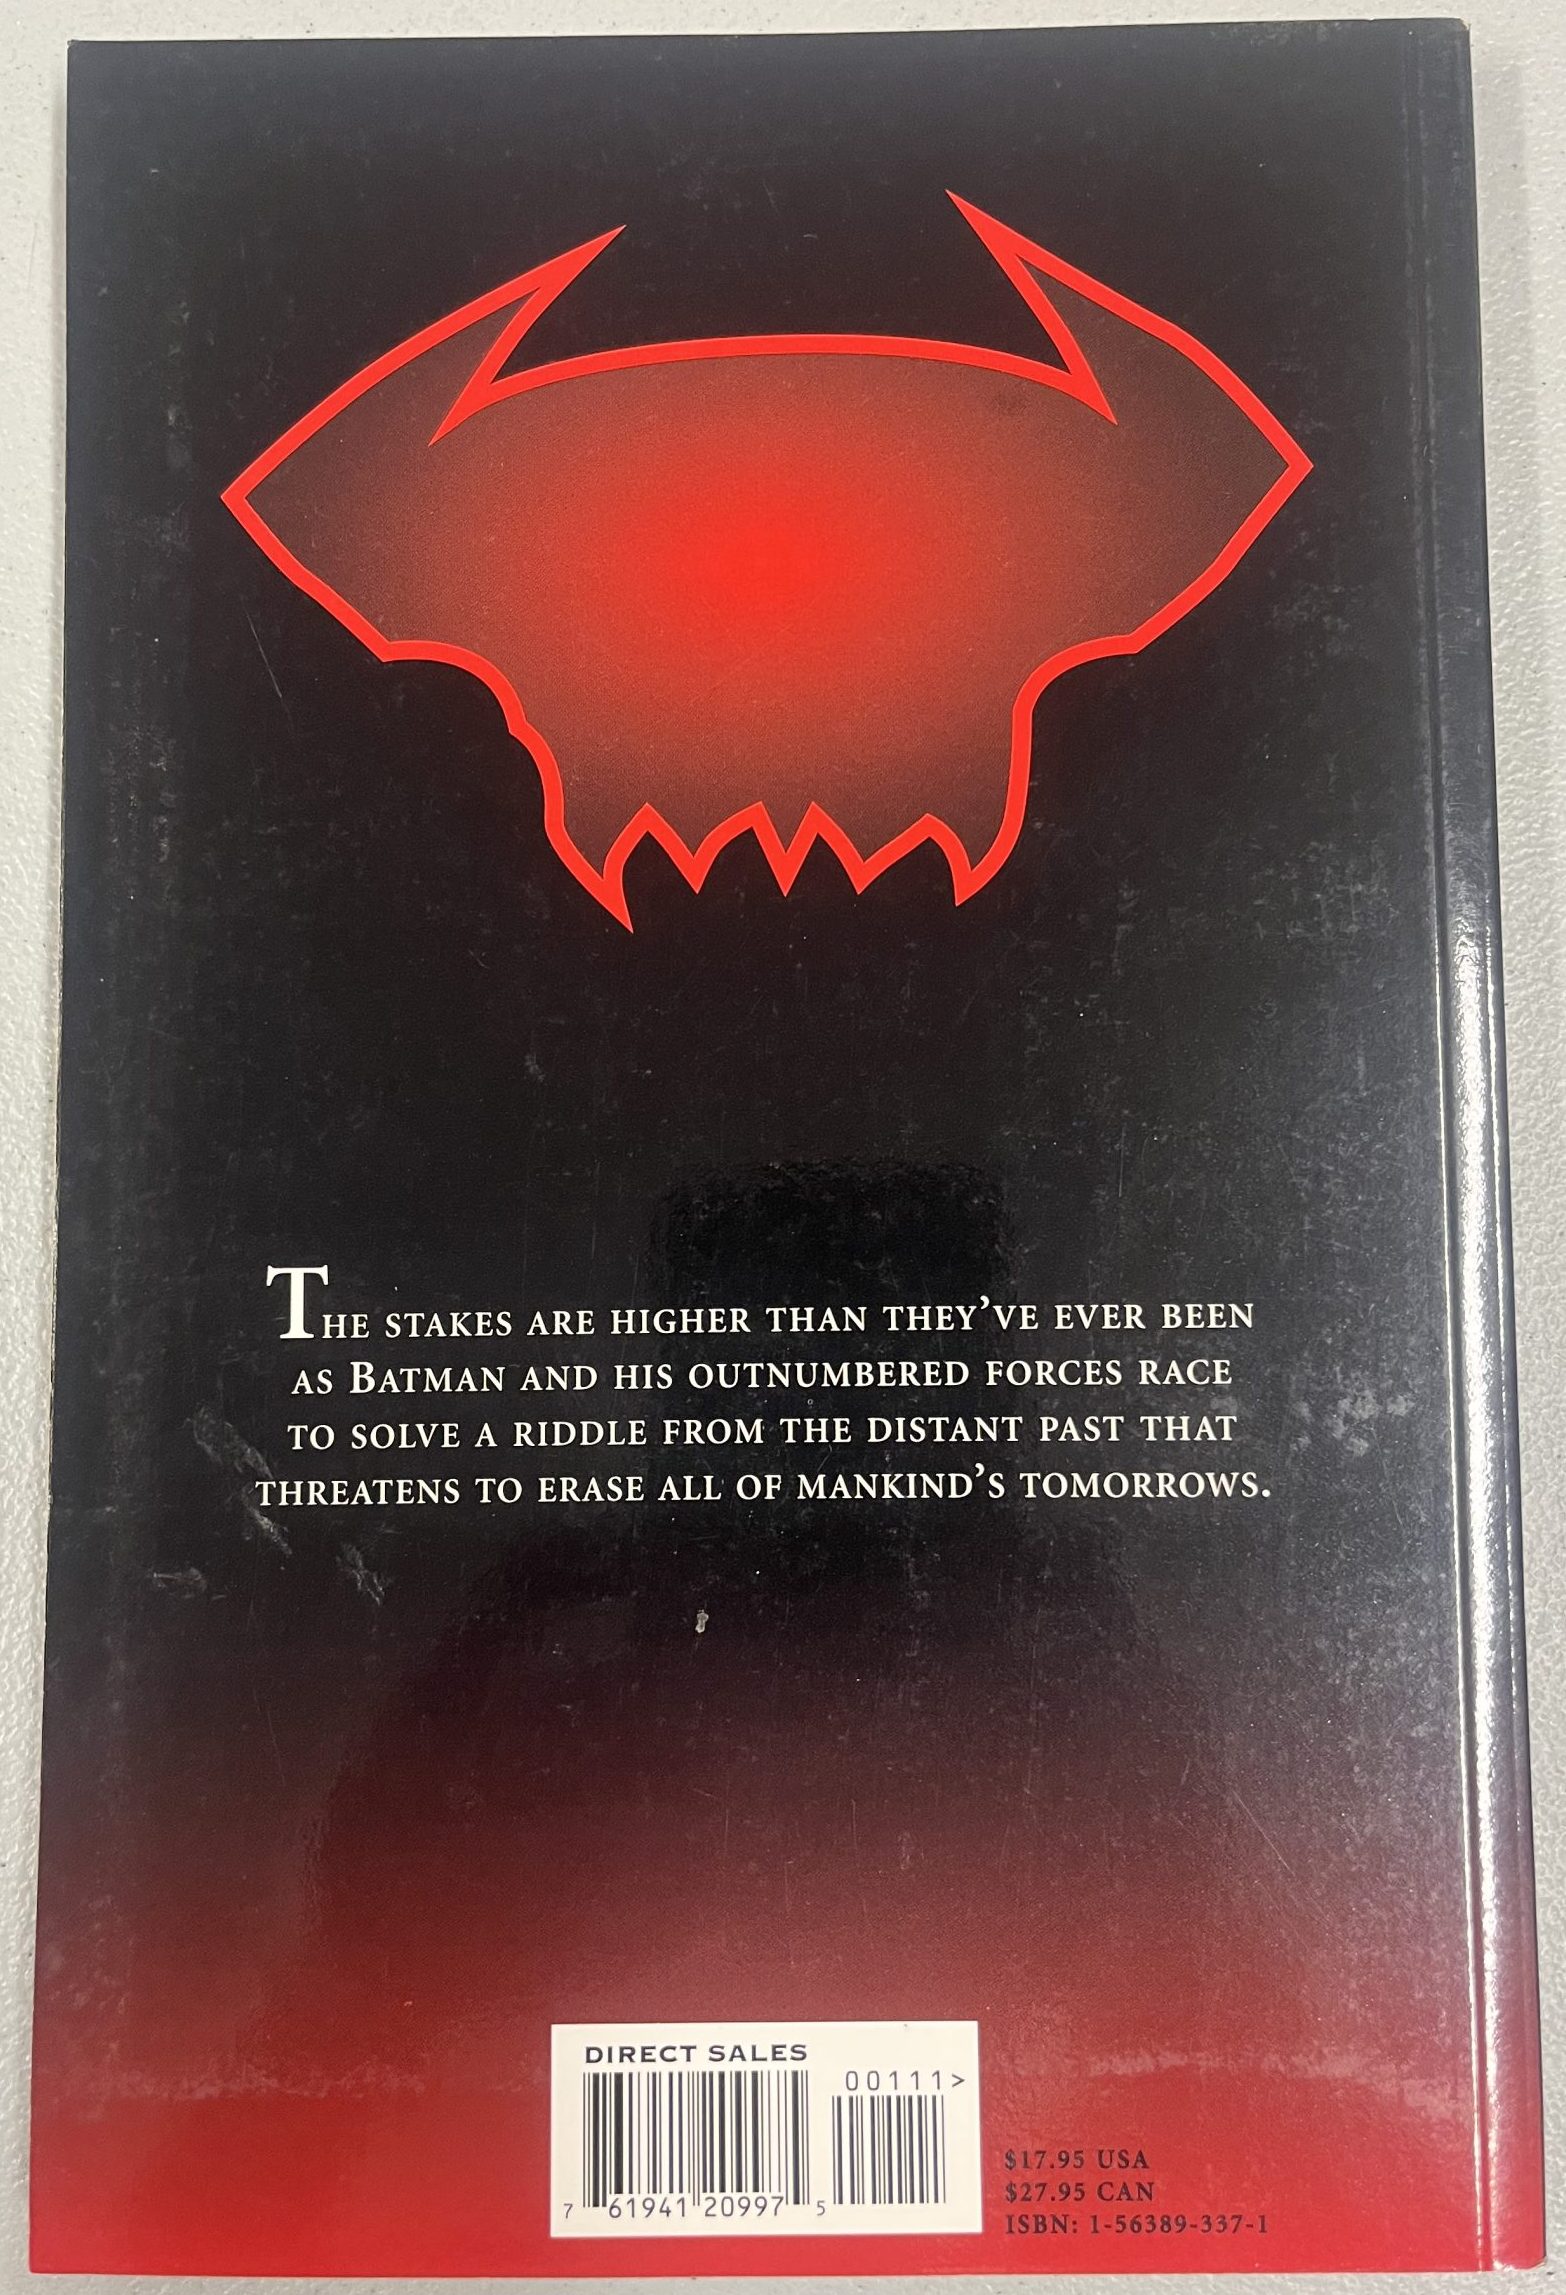 The stakes are higher than they've ever been
as Batman and his outnumbered forces race
to solve a riddle from the distant past that
threatens to erase all of mankind's tomorrows.
DIRECT SALES
00111>
7 61941 20997 5
$17.95 USA
$27.95 CAN
ISBN: 1-56389-337-1